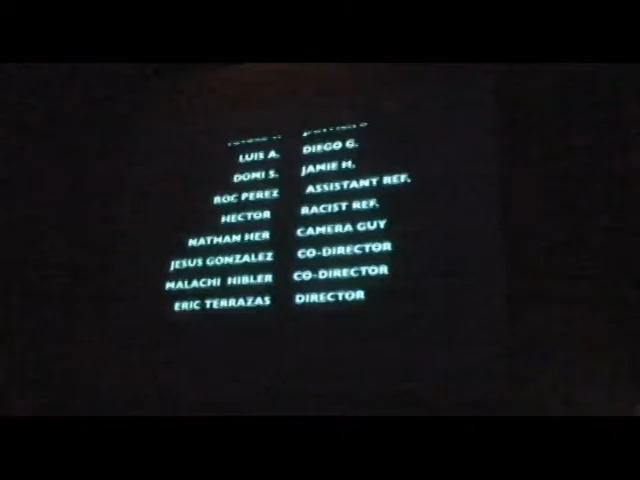 LUIS A. DIEGO G.
DOMI S. JAMIE H.
ROC PEREZ ASSISTANT REF.
HECTOR RACIST REF.
NATHAN HER CAMERA GUY
JESUS GONZALEZ CO-DIRECTOR
MALACHI HIBLER CO-DIRECTOR
ERIC TERRAZAS DIRECTOR